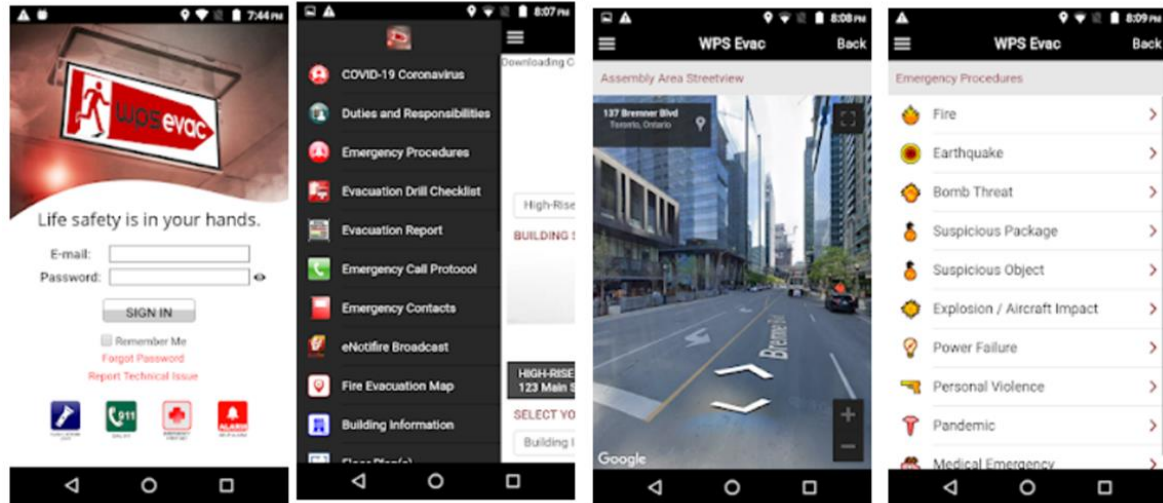 7:44 PM
wpsevac
Life safety is in your hands.
E-mail:
Password:
SIGN IN
Remember Me
Forgot Password
Report Technical Issue
911
ALARM
8:07 PM
COVID-19 Coronavirus
Duties and Responsibilities
Emergency Procedures
Evacuation Drill Checklist
Evacuation Report
Emergency Call Protocol
Emergency Contacts
eNotifire Broadcast
Fire Evacuation Map
Building Information
Floor Plan(s)
Downloading
High-Rise
BUILDING
HIGH-RISE
123 Main
SELECT
Building
8:08 PM
WPS Evac
Back
Assembly Area Streetview
137 Bremner Blvd
Toronto, Ontario
Google
8:09 PM
WPS Evac
Back
Emergency Procedures
Fire
Earthquake
Bomb Threat
Suspicious Package
Suspicious Object
Explosion / Aircraft Impact
Power Failure
Personal Violence
Pandemic
Medical Emergency